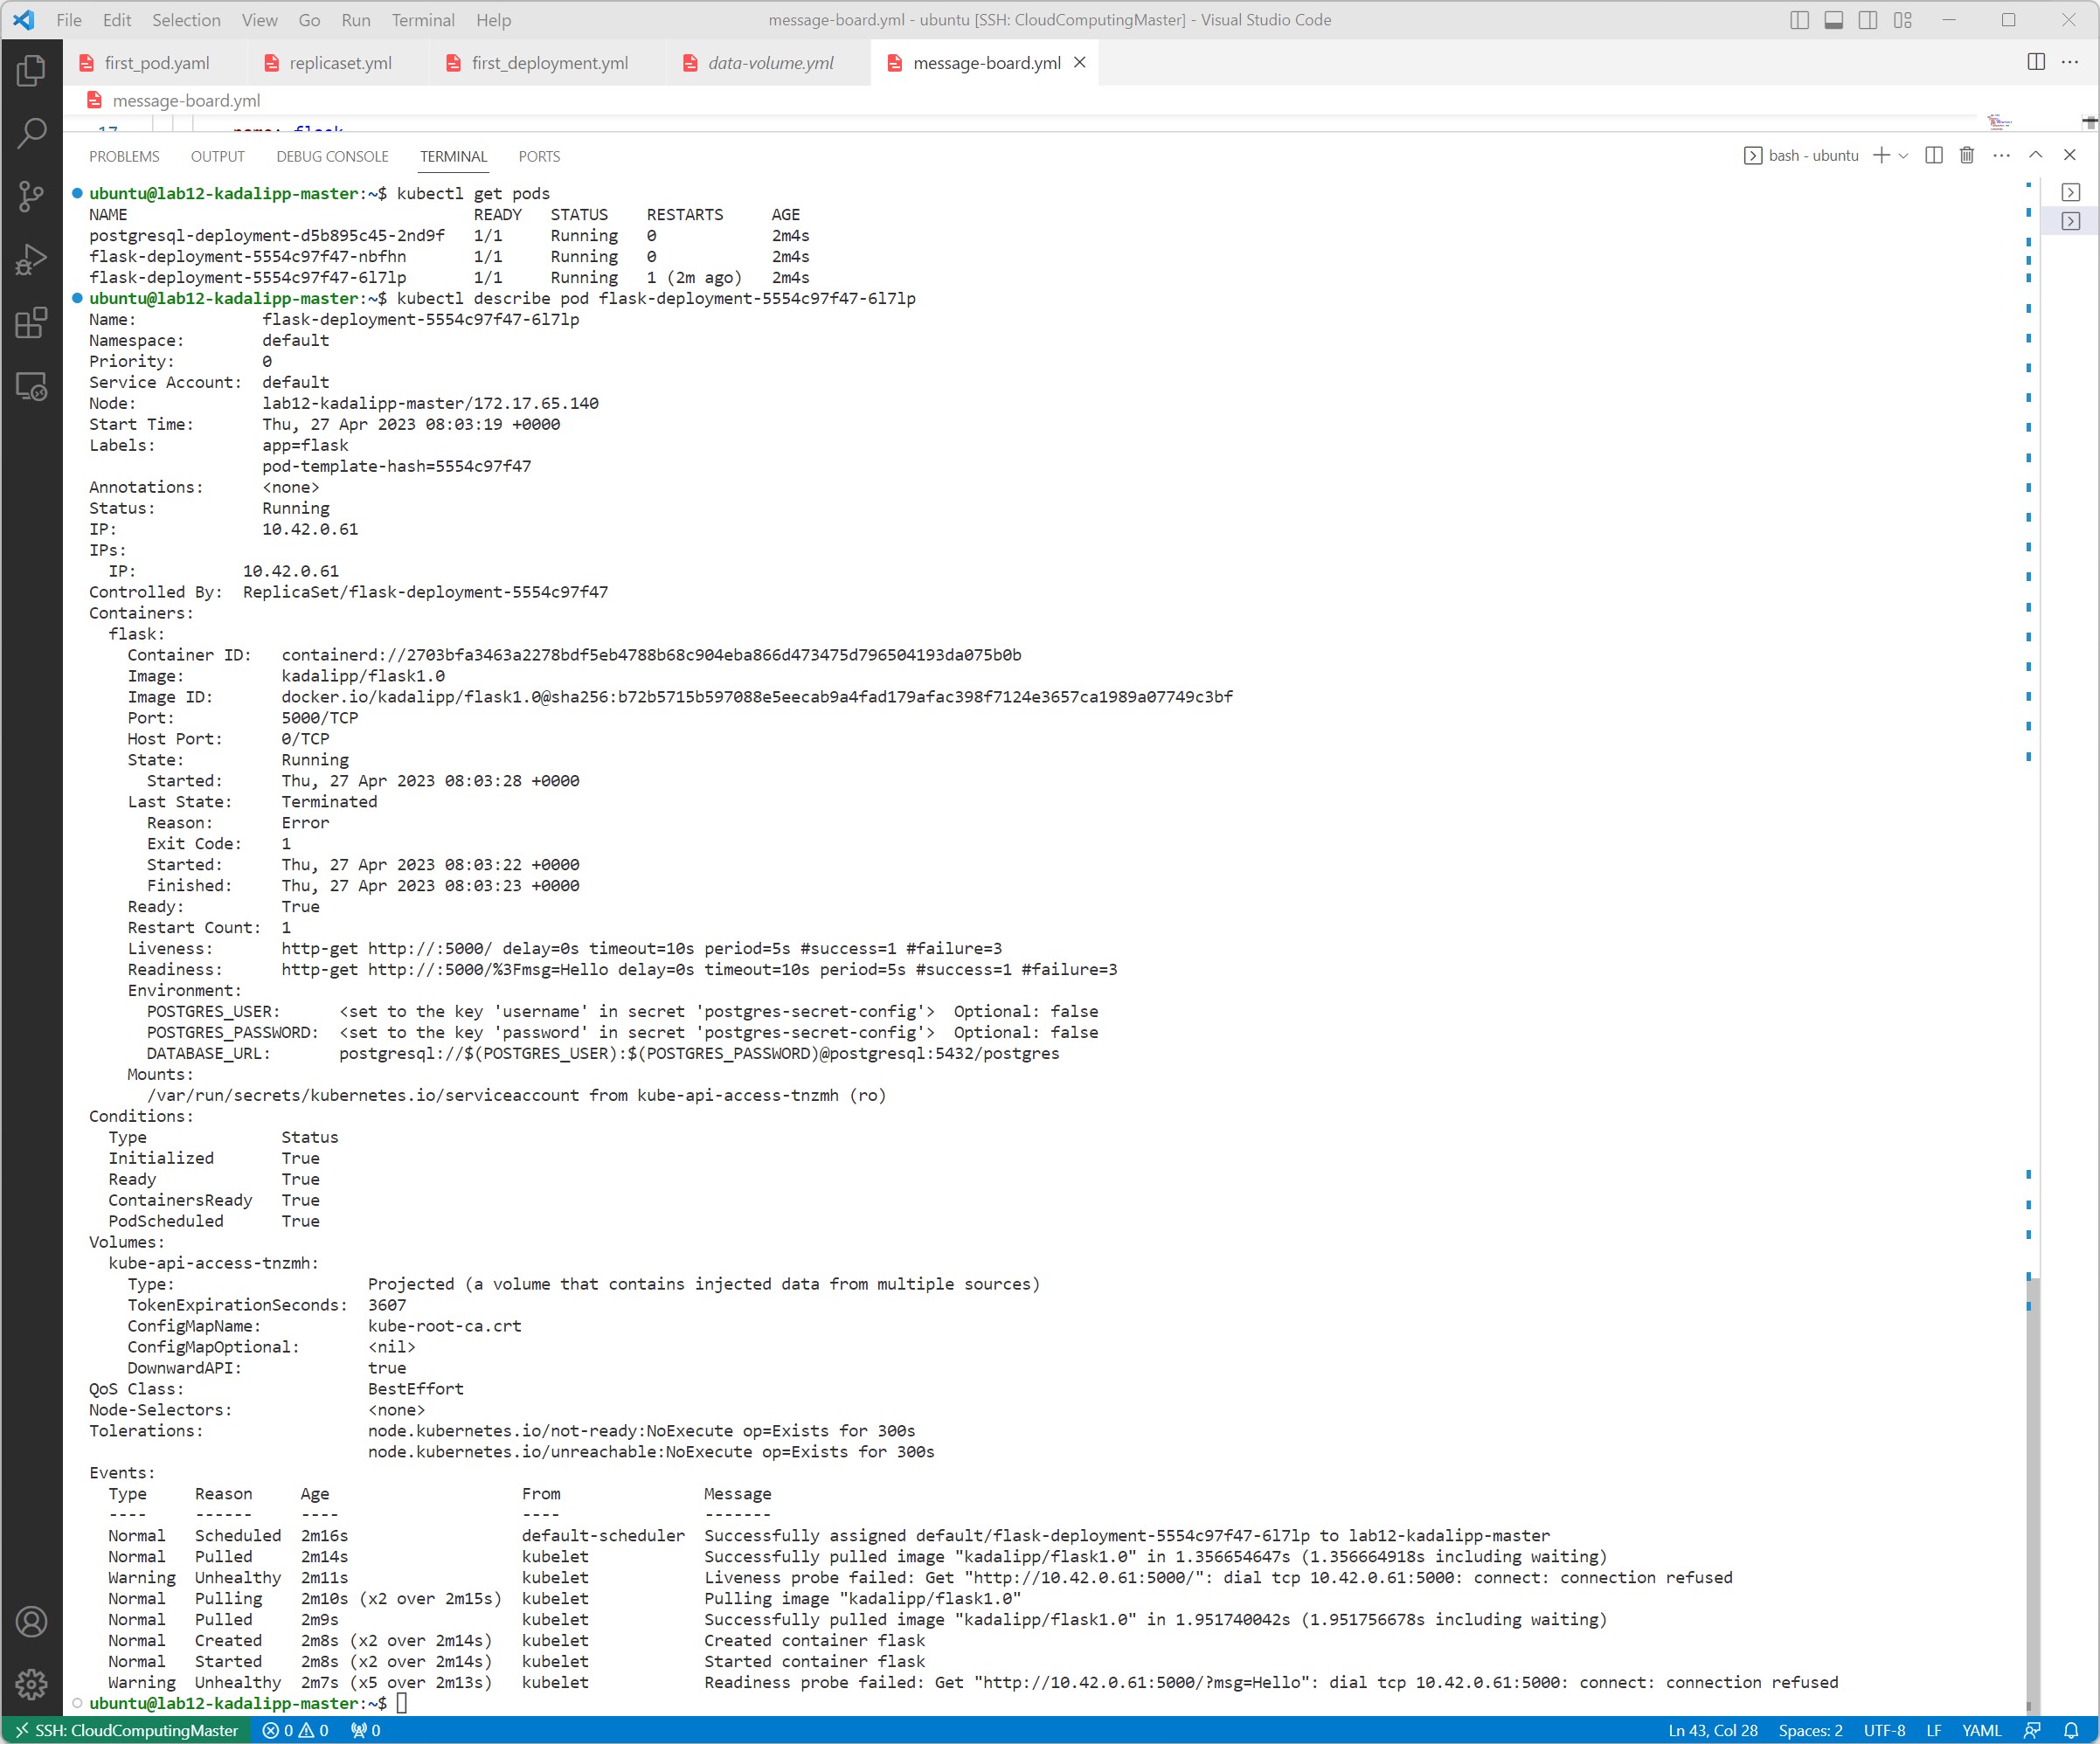 File Edit Selection View Go Run Terminal Help message-board.yml - ubuntu [SSH: CloudComputingMaster] - Visual Studio Code
first_pod.yaml replicaset.yml first_deployment.yml data-volume.yml message-board.yml
message-board.yml
17 name: flask
PROBLEMS OUTPUT DEBUG CONSOLE TERMINAL PORTS bash - ubuntu
ubuntu@lab12-kadalipp-master:~$ kubectl get pods
NAME READY STATUS RESTARTS AGE
postgresql-deployment-d5b895c45-2nd9f 1/1 Running 0 2m4s
flask-deployment-5554c97f47-nbfhn 1/1 Running 0 2m4s
flask-deployment-5554c97f47-6l7lp 1/1 Running 1 (2m ago) 2m4s
ubuntu@lab12-kadalipp-master:~$ kubectl describe pod flask-deployment-5554c97f47-6l7lp
Name: flask-deployment-5554c97f47-6l7lp
Namespace: default
Priority: 0
Service Account: default
Node: lab12-kadalipp-master/172.17.65.140
Start Time: Thu, 27 Apr 2023 08:03:19 +0000
Labels: app=flask
pod-template-hash=5554c97f47
Annotations: <none>
Status: Running
IP: 10.42.0.61
IPs:
IP: 10.42.0.61
Controlled By: ReplicaSet/flask-deployment-5554c97f47
Containers:
flask:
Container ID: containerd://2703bfa3463a2278bdf5eb4788b68c904eba866d473475d796504193da075b0b
Image: kadalipp/flask1.0
Image ID: docker.io/kadalipp/flask1.0@sha256:b72b5715b597088e5eecab9a4fad179afac398f7124e3657ca1989a07749c3bf
Port: 5000/TCP
Host Port: 0/TCP
State: Running
Started: Thu, 27 Apr 2023 08:03:28 +0000
Last State: Terminated
Reason: Error
Exit Code: 1
Started: Thu, 27 Apr 2023 08:03:22 +0000
Finished: Thu, 27 Apr 2023 08:03:23 +0000
Ready: True
Restart Count: 1
Liveness: http-get http://:5000/ delay=0s timeout=10s period=5s #success=1 #failure=3
Readiness: http-get http://:5000/%3Fmsg=Hello delay=0s timeout=10s period=5s #success=1 #failure=3
Environment:
POSTGRES_USER: <set to the key 'username' in secret 'postgres-secret-config'> Optional: false
POSTGRES_PASSWORD: <set to the key 'password' in secret 'postgres-secret-config'> Optional: false
DATABASE_URL: postgresql://$(POSTGRES_USER):$(POSTGRES_PASSWORD)@postgresql:5432/postgres
Mounts:
/var/run/secrets/kubernetes.io/serviceaccount from kube-api-access-tnzmh (ro)
Conditions:
Type Status
Initialized True
Ready True
ContainersReady True
PodScheduled True
Volumes:
kube-api-access-tnzmh:
Type: Projected (a volume that contains injected data from multiple sources)
TokenExpirationSeconds: 3607
ConfigMapName: kube-root-ca.crt
ConfigMapOptional: <nil>
DownwardAPI: true
QoS Class: BestEffort
Node-Selectors: <none>
Tolerations: node.kubernetes.io/not-ready:NoExecute op=Exists for 300s
node.kubernetes.io/unreachable:NoExecute op=Exists for 300s
Events:
Type Reason Age From Message
---- ------ ---- ---- -------
Normal Scheduled 2m16s default-scheduler Successfully assigned default/flask-deployment-5554c97f47-6l7lp to lab12-kadalipp-master
Normal Pulled 2m14s kubelet Successfully pulled image "kadalipp/flask1.0" in 1.356654647s (1.356664918s including waiting)
Warning Unhealthy 2m11s kubelet Liveness probe failed: Get "http://10.42.0.61:5000/": dial tcp 10.42.0.61:5000: connect: connection refused
Normal Pulling 2m10s (x2 over 2m15s) kubelet Pulling image "kadalipp/flask1.0"
Normal Pulled 2m9s kubelet Successfully pulled image "kadalipp/flask1.0" in 1.951740042s (1.951756678s including waiting)
Normal Created 2m8s (x2 over 2m14s) kubelet Created container flask
Normal Started 2m8s (x2 over 2m14s) kubelet Started container flask
Warning Unhealthy 2m7s (x5 over 2m13s) kubelet Readiness probe failed: Get "http://10.42.0.61:5000/?msg=Hello": dial tcp 10.42.0.61:5000: connect: connection refused
ubuntu@lab12-kadalipp-master:~$
SSH: CloudComputingMaster 0 0 0 Ln 43, Col 28 Spaces: 2 UTF-8 LF YAML